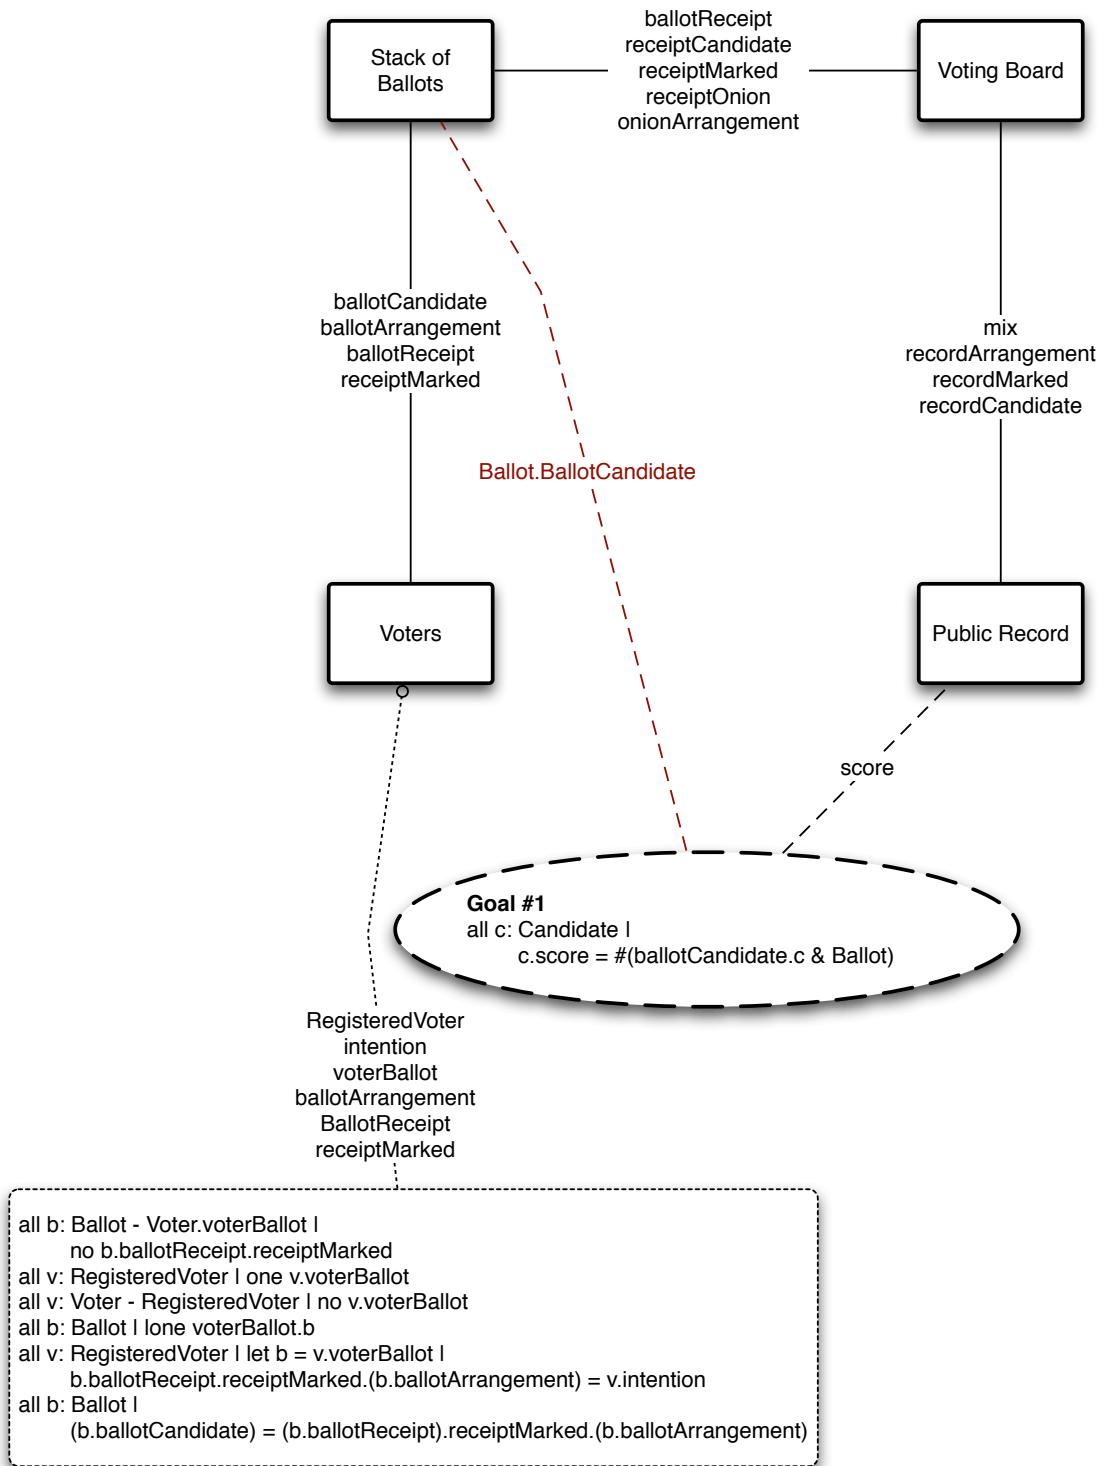 Stack of
Ballots
ballotReceipt
receiptCandidate
receiptMarked
receiptOnion
onionArrangement
Voting Board
ballotCandidate
ballotArrangement
ballotReceipt
receiptMarked
mix
recordArrangement
recordMarked
recordCandidate
Ballot.BallotCandidate
Voters
Public Record
score
Goal #1
all c: Candidate |
c.score = #(ballotCandidate.c & Ballot)
RegisteredVoter
intention
voterBallot
ballotArrangement
BallotReceipt
receiptMarked
all b: Ballot - Voter.voterBallot |
no b.ballotReceipt.receiptMarked
all v: RegisteredVoter | one v.voterBallot
all v: Voter - RegisteredVoter | no v.voterBallot
all b: Ballot | lone voterBallot.b
all v: RegisteredVoter | let b = v.voterBallot |
b.ballotReceipt.receiptMarked.(b.ballotArrangement) = v.intention
all b: Ballot |
(b.ballotCandidate) = (b.ballotReceipt).receiptMarked.(b.ballotArrangement)